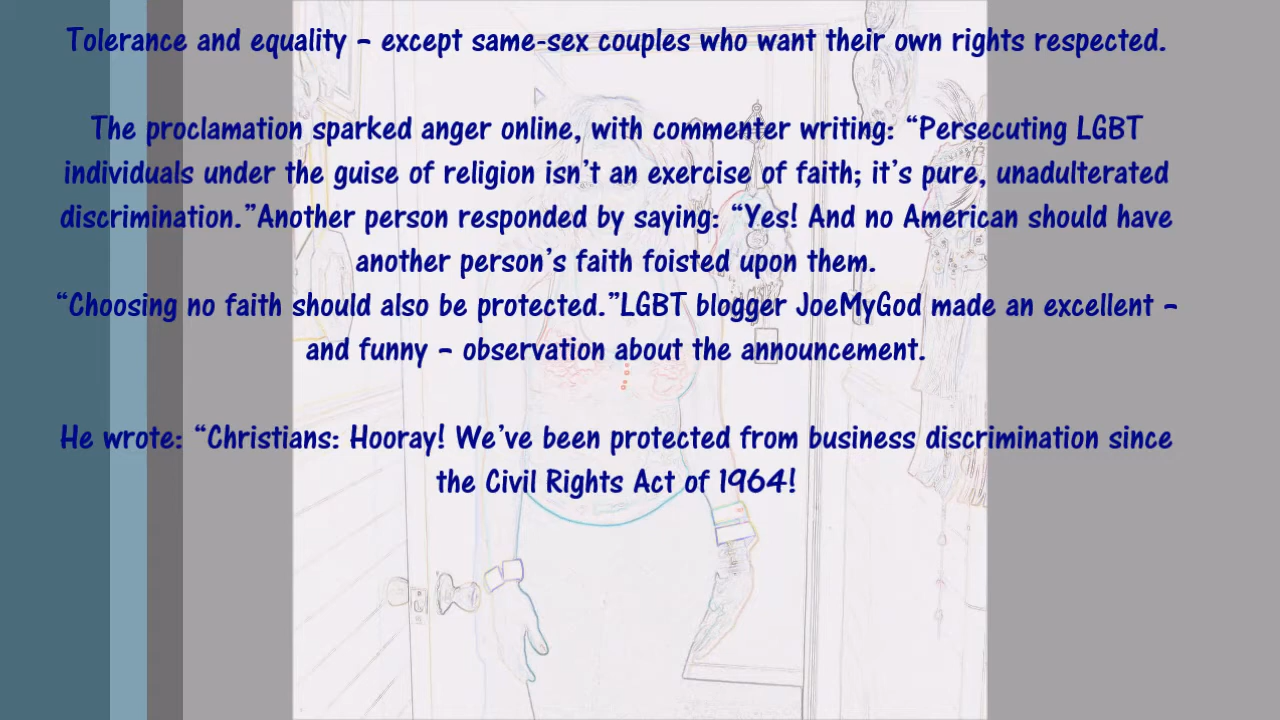 Tolerance and equality – except same-sex couples who want their own rights respected.
The proclamation sparked anger online, with commenter writing: “Persecuting LGBT
individuals under the guise of religion isn’t an exercise of faith; it’s pure, unadulterated
discrimination.”Another person responded by saying: “Yes! And no American should have
another person’s faith foisted upon them.
“Choosing no faith should also be protected.”LGBT blogger JoeMyGod made an excellent –
and funny – observation about the announcement.
He wrote: “Christians: Hooray! We’ve been protected from business discrimination since
the Civil Rights Act of 1964!